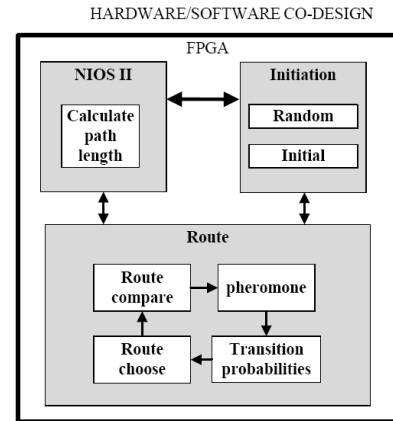 HARDWARE/SOFTWARE CO-DESIGN
FPGA
NIOS II
Calculate
path
length
Initiation
Random
Initial
Route
Route
compare
pheromone
Route
choose
Transition
probabilities